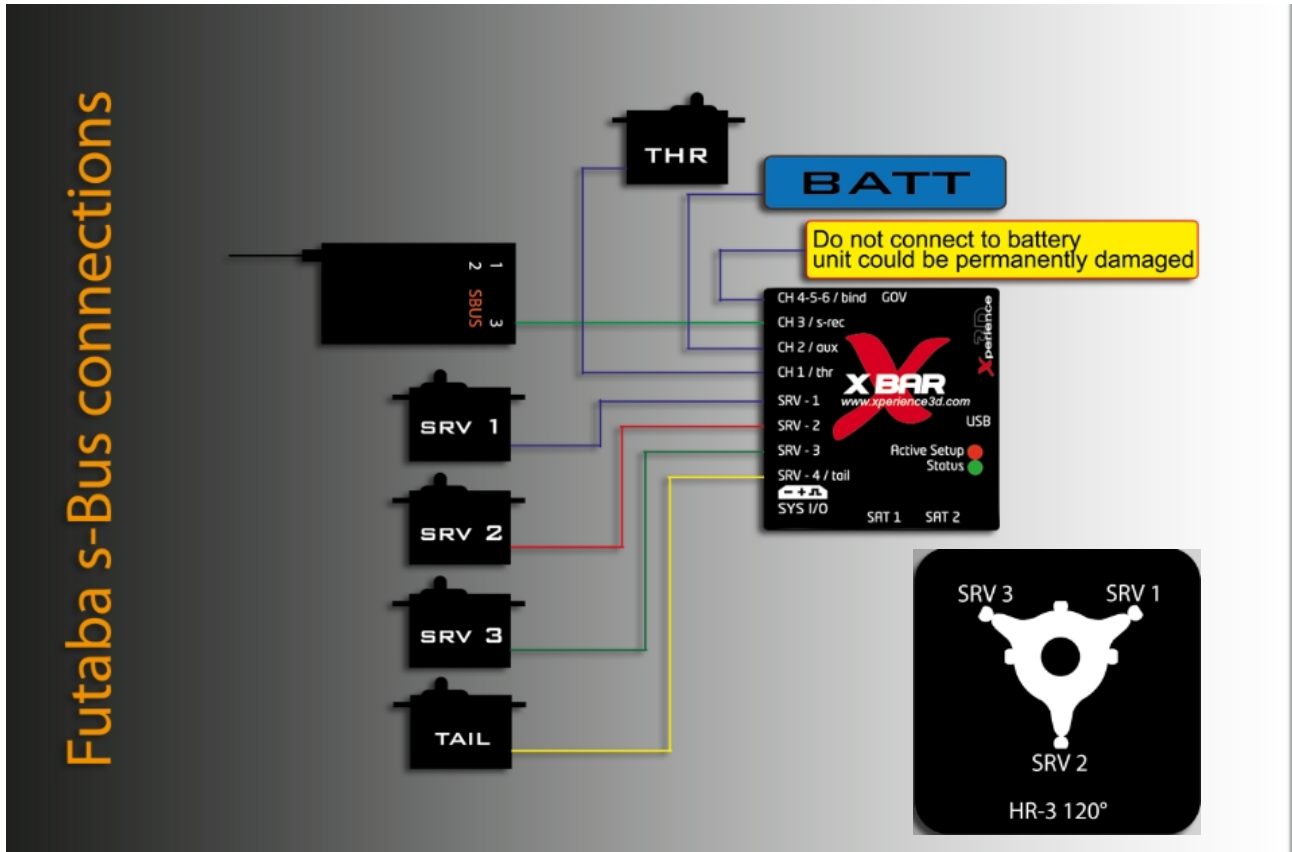 Futaba s-Bus connections
THR
BATT
Do not connect to battery
unit could be permanently damaged
1
2
SBUS
3
CH 4-5-6 / bind GOV
CH 3 / s-rec
CH 2 / aux
CH 1 / thr
SRV - 1
SRV - 2
SRV - 3
SRV - 4 / tail
SYS I/O
3D
Xperience
X BAR
www.xperience3d.com
USB
Active Setup
Status
SAT 1 SAT 2
SRV 1
SRV 2
SRV 3
TAIL
SRV 3 SRV 1
SRV 2
HR-3 120°